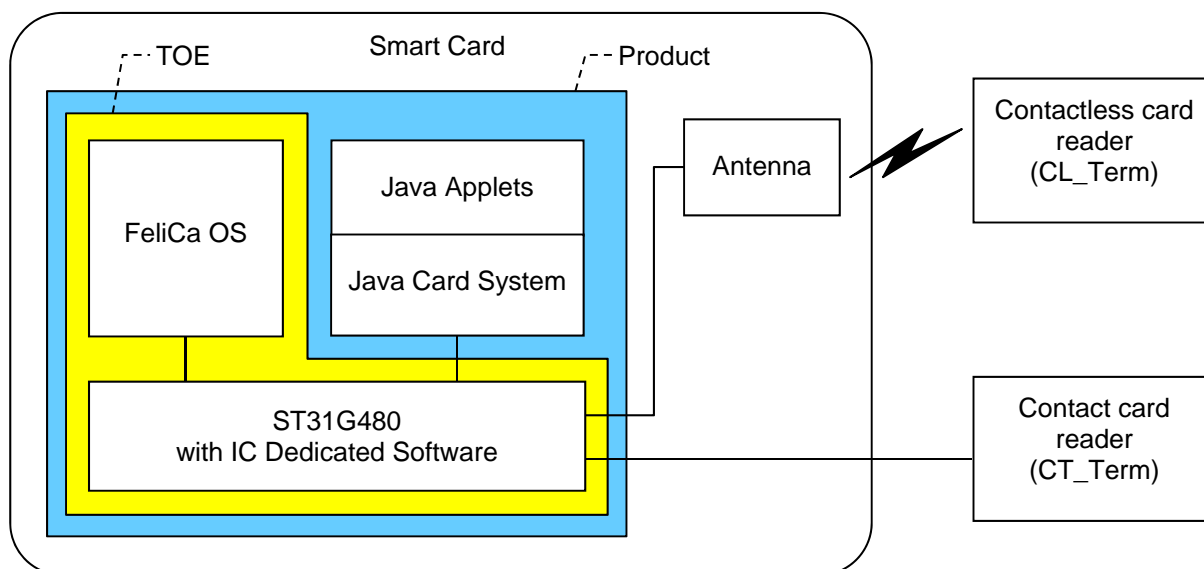 Smart Card
TOE
Product
FeliCa OS
Java Applets
Java Card System
ST31G480
with IC Dedicated Software
Antenna
Contactless card
reader
(CL_Term)
Contact card
reader
(CT_Term)